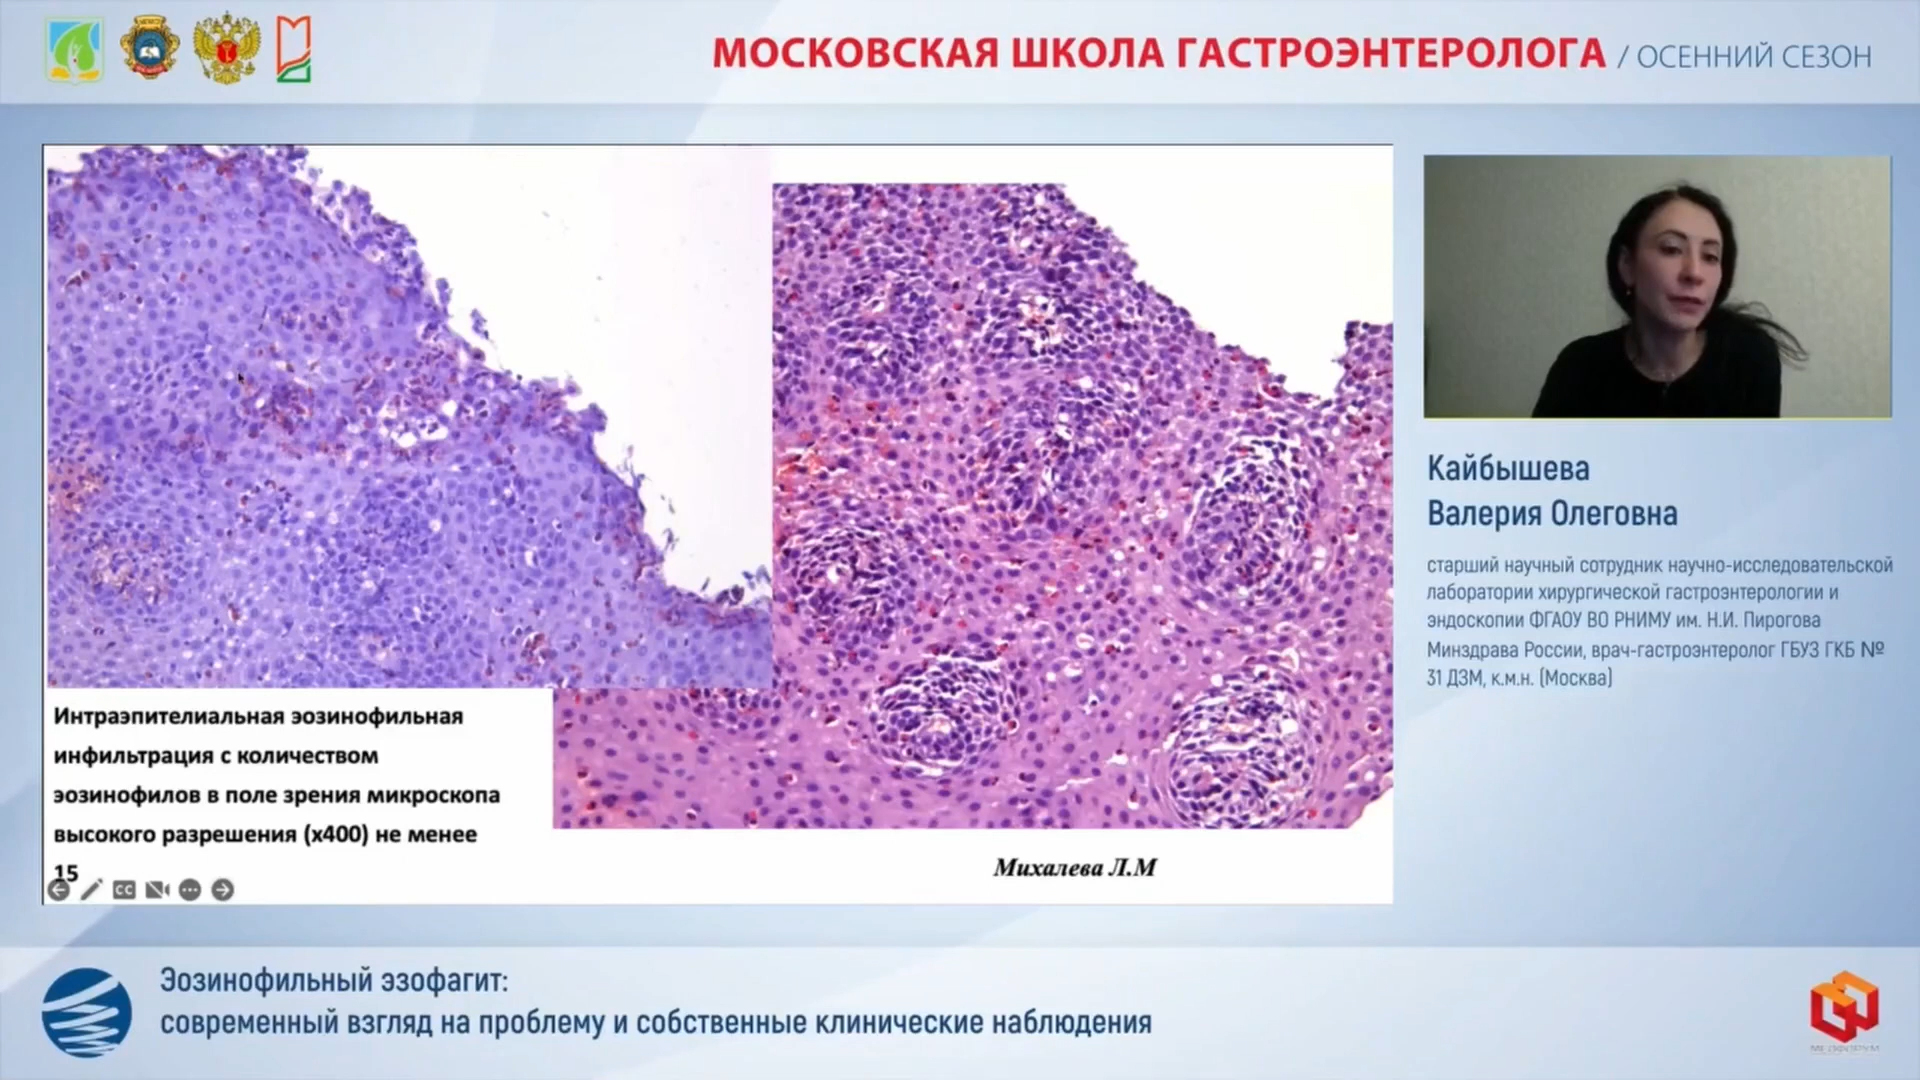 МОСКОВСКАЯ ШКОЛА ГАСТРОЭНТЕРОЛОГА / ОСЕННИЙ СЕЗОН
Интраэпителиальная эозинофильная
инфильтрация с количеством
эозинофилов в поле зрения микроскопа
высокого разрешения (х400) не менее
15
CC
Михалева Л.М
Кайбышева
Валерия Олеговна
старший научный сотрудник научно-исследовательской
лаборатории хирургической гастроэнтерологии и
эндоскопии ФГАОУ ВО РНИМУ им. Н.И. Пирогова
Минздрава России, врач-гастроэнтеролог ГБУЗ ГКБ №
31 ДЗМ, к.м.н. (Москва)
Эозинофильный эзофагит:
современный взгляд на проблему и собственные клинические наблюдения